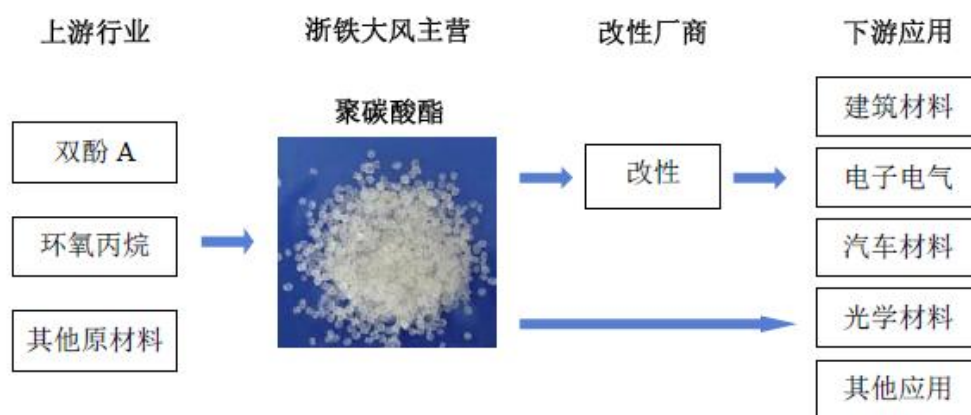 上游行业
浙铁大风主营
改性厂商
下游应用
双酚 A
环氧丙烷
其他原材料
聚碳酸酯
改性
建筑材料
电子电气
汽车材料
光学材料
其他应用